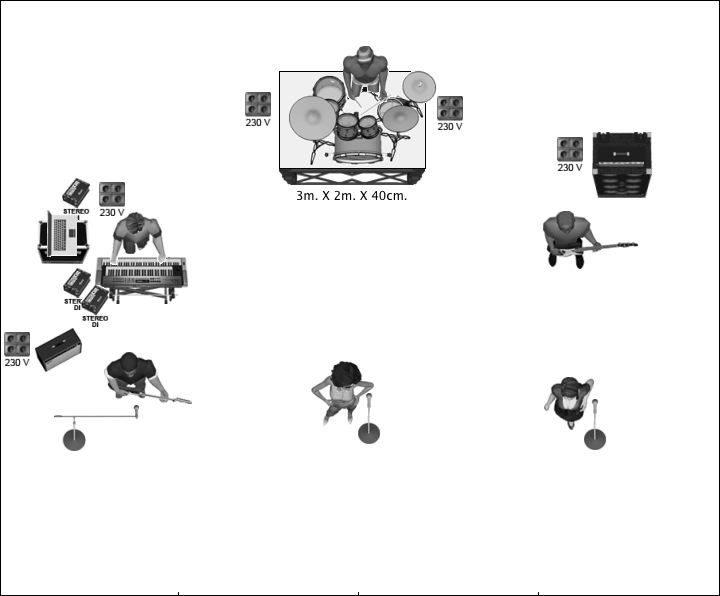 230 V
230 V
230 V
3m. X 2m. X 40cm.
STEREO
230 V
STEREO
DI
STEREO
DI
230 V